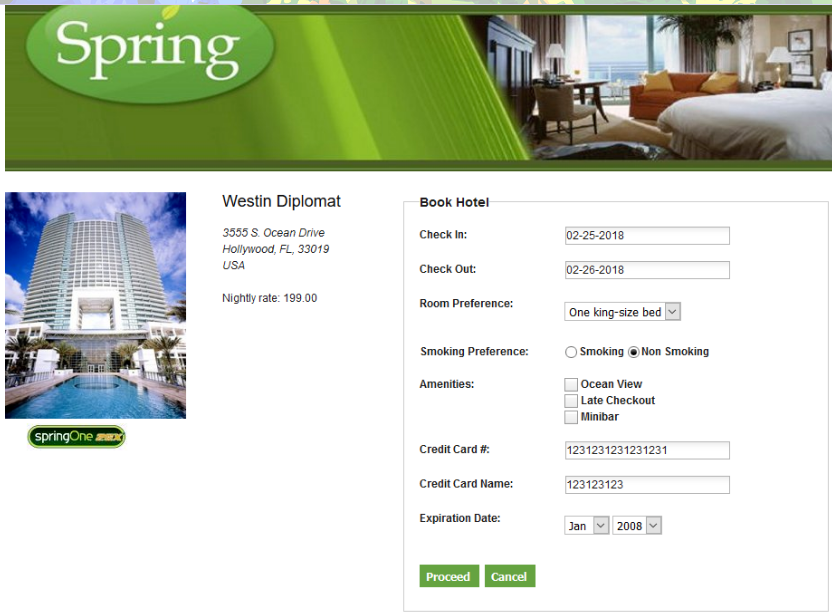 Spring
springOne 2GX
Westin Diplomat
3555 S. Ocean Drive
Hollywood, FL, 33019
USA
Nightly rate: 199.00
Book Hotel
Check In: 02-25-2018
Check Out: 02-26-2018
Room Preference: One king-size bed
Smoking Preference: Smoking Non Smoking
Amenities: Ocean View
Late Checkout
Minibar
Credit Card #: 1231231231231231
Credit Card Name: 123123123
Expiration Date: Jan 2008
Proceed Cancel